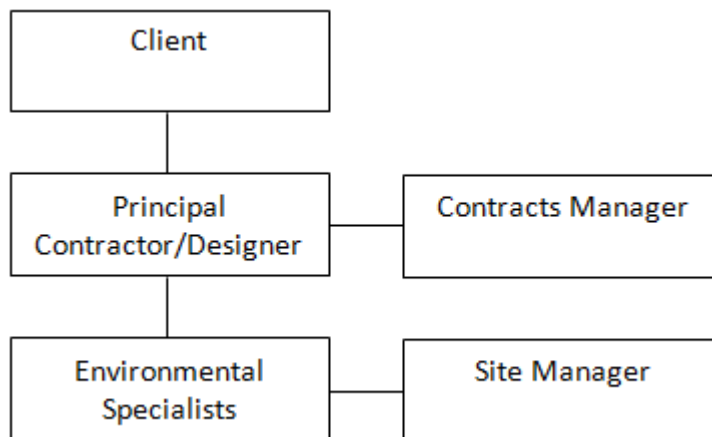 Client
Principal
Contractor/Designer
Contracts Manager
Environmental
Specialists
Site Manager